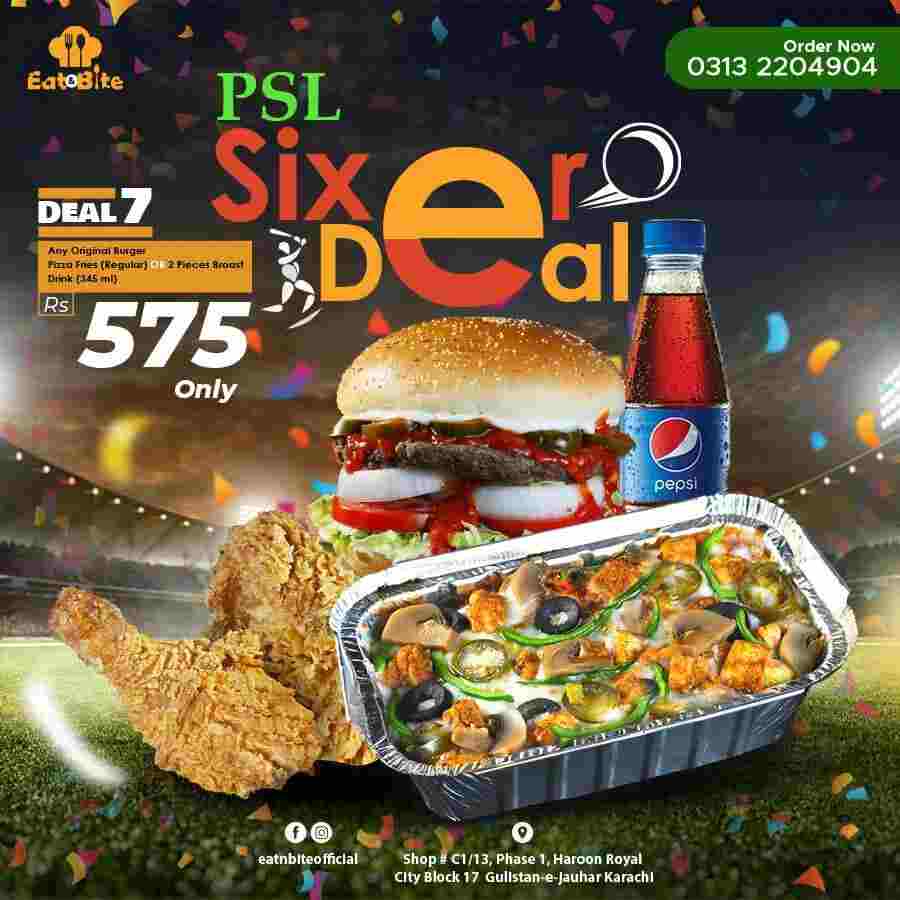 Eat&Bite
Order Now
0313 2204904
PSL
Sixer
Deal
DEAL 7
Any Original Burger
Pizza Fries (Regular) OR 2 Pieces Broast
Drink (345 ml)
Rs
575
Only
pepsi
eatnbiteofficial
Shop # C1/13, Phase 1, Haroon Royal
City Block 17 Gulistan-e-Jauhar Karachi